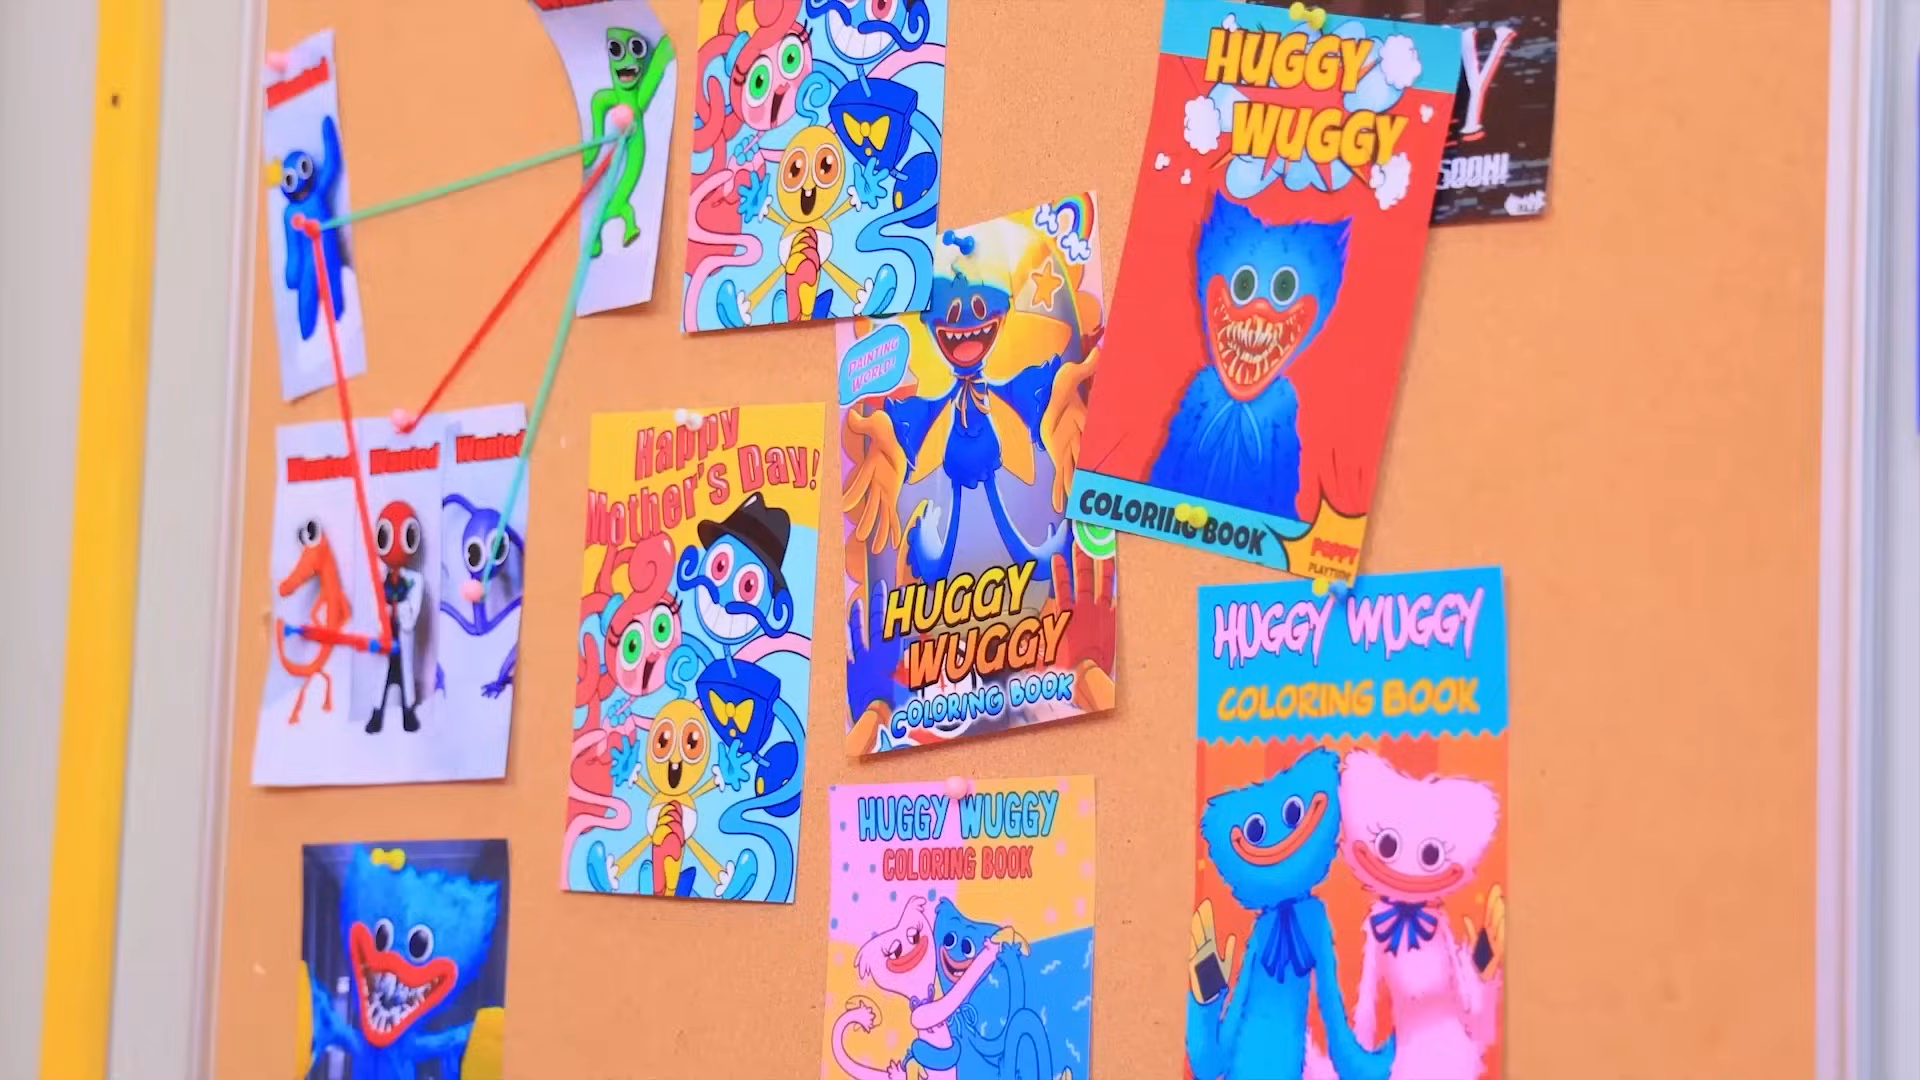 Wanted
HUGGY
WUGGY
Y
SOON!
PAINTING
WORLD!
COLORING BOOK
POPPY
PLAYTIME
Wanted
Wanted
Wanted
Happy
Mother's Day!
HUGGY
WUGGY
COLORING BOOK
HUGGY WUGGY
COLORING BOOK
HUGGY WUGGY
COLORING BOOK